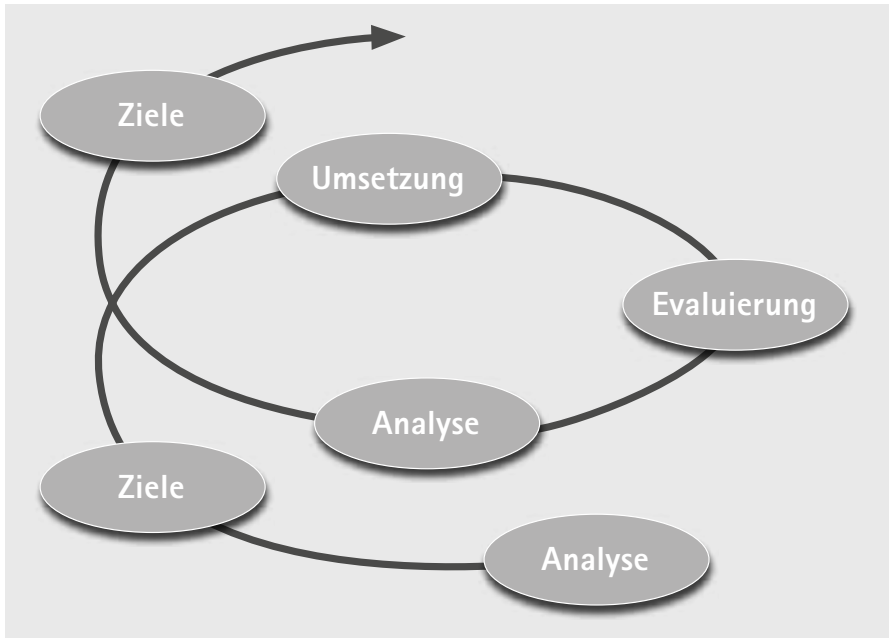 Ziele
Umsetzung
Evaluierung
Analyse
Ziele
Analyse